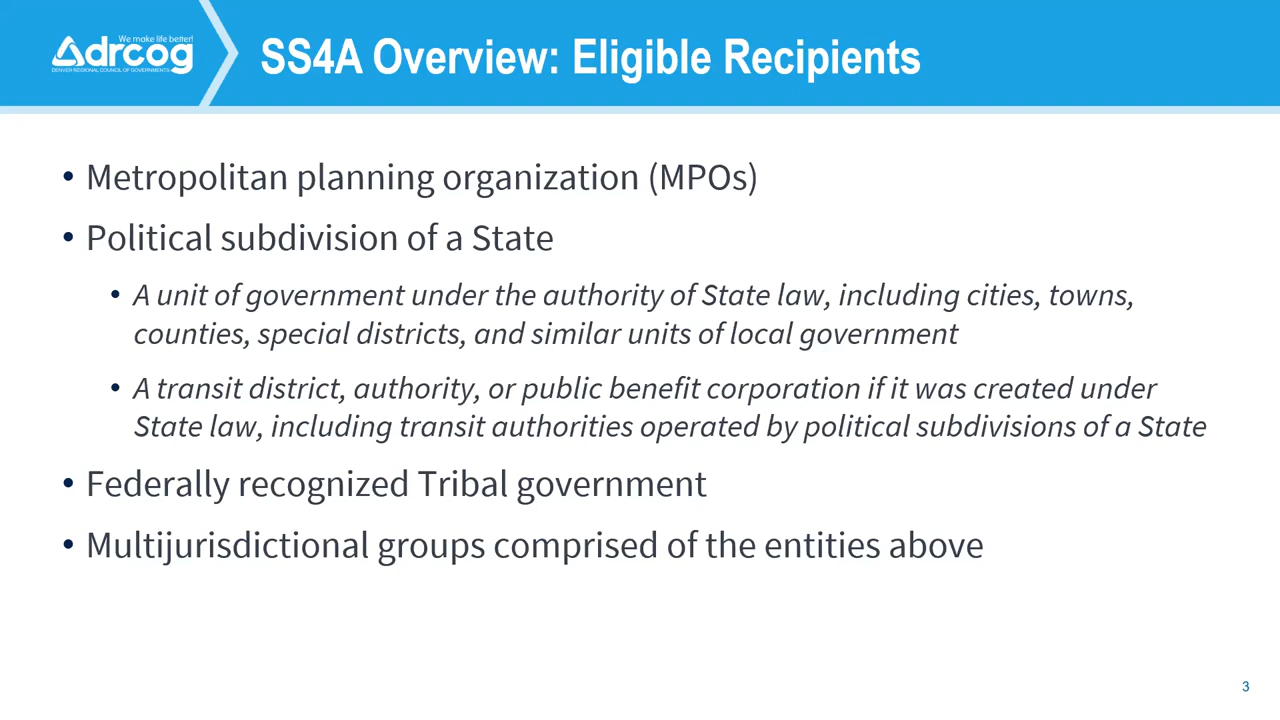 We make life better!
drcog
DENVER REGIONAL COUNCIL OF GOVERNMENTS
SS4A Overview: Eligible Recipients
• Metropolitan planning organization (MPOs)
• Political subdivision of a State
• A unit of government under the authority of State law, including cities, towns,
counties, special districts, and similar units of local government
• A transit district, authority, or public benefit corporation if it was created under
State law, including transit authorities operated by political subdivisions of a State
• Federally recognized Tribal government
• Multijurisdictional groups comprised of the entities above
3